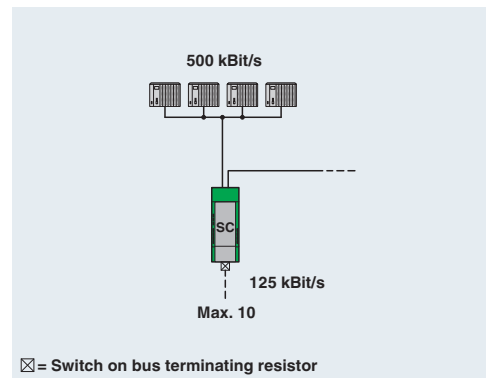 500 kBit/s
SC
125 kBit/s
Max. 10
☒ = Switch on bus terminating resistor